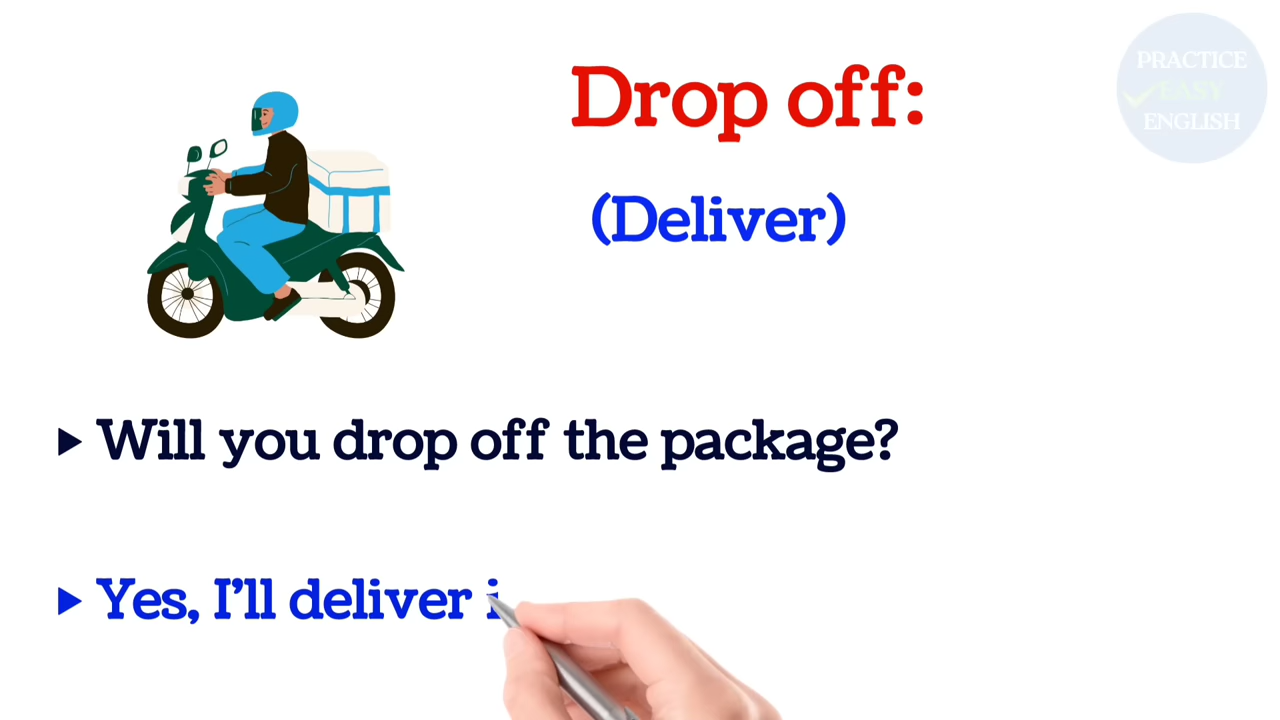 Drop off:
(Deliver)
PRACTICE
EASY
ENGLISH
▶ Will you drop off the package?
▶ Yes, I'll deliver i